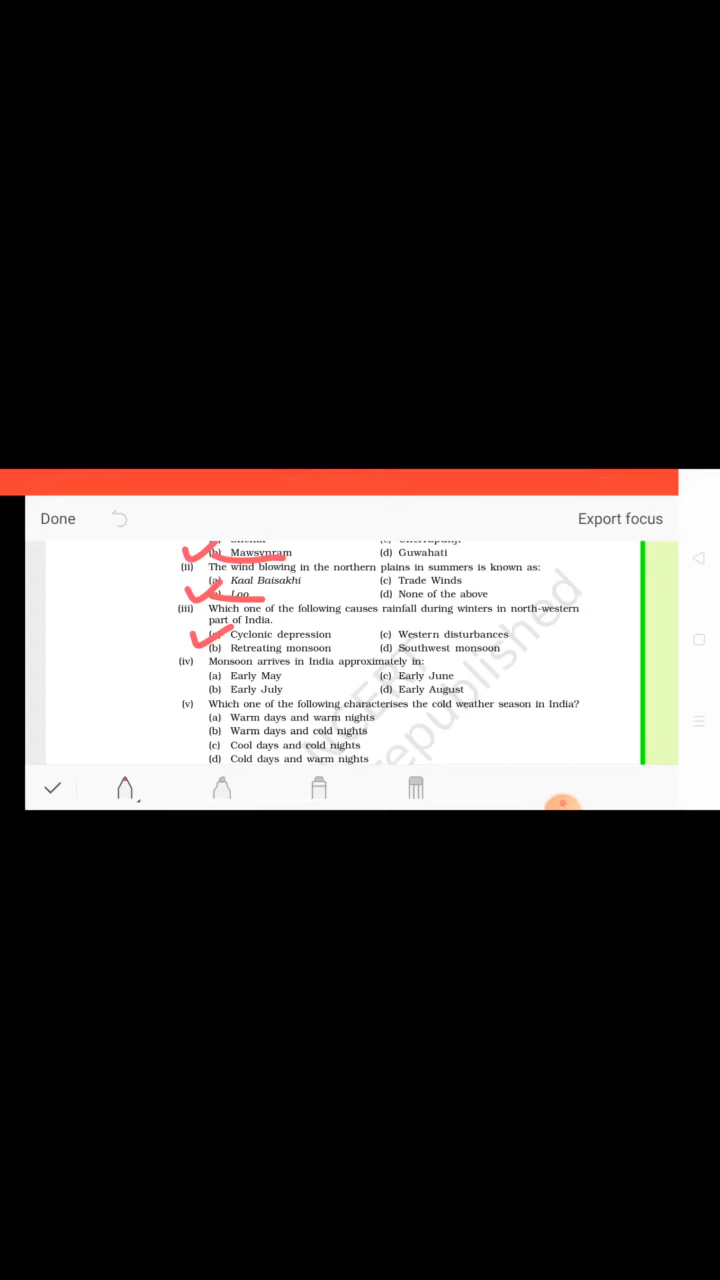 Done
Export focus
(b) Mawsynram (d) Guwahati
(ii) The wind blowing in the northern plains in summers is known as:
(a) Kaal Baisakhi (c) Trade Winds
Loo (d) None of the above
(iii) Which one of the following causes rainfall during winters in north-western
part of India.
Cyclonic depression (c) Western disturbances
(b) Retreating monsoon (d) Southwest monsoon
(iv) Monsoon arrives in India approximately in:
(a) Early May (c) Early June
(b) Early July (d) Early August
(v) Which one of the following characterises the cold weather season in India?
(a) Warm days and warm nights
(b) Warm days and cold nights
(c) Cool days and cold nights
(d) Cold days and warm nights
NCERT
republished